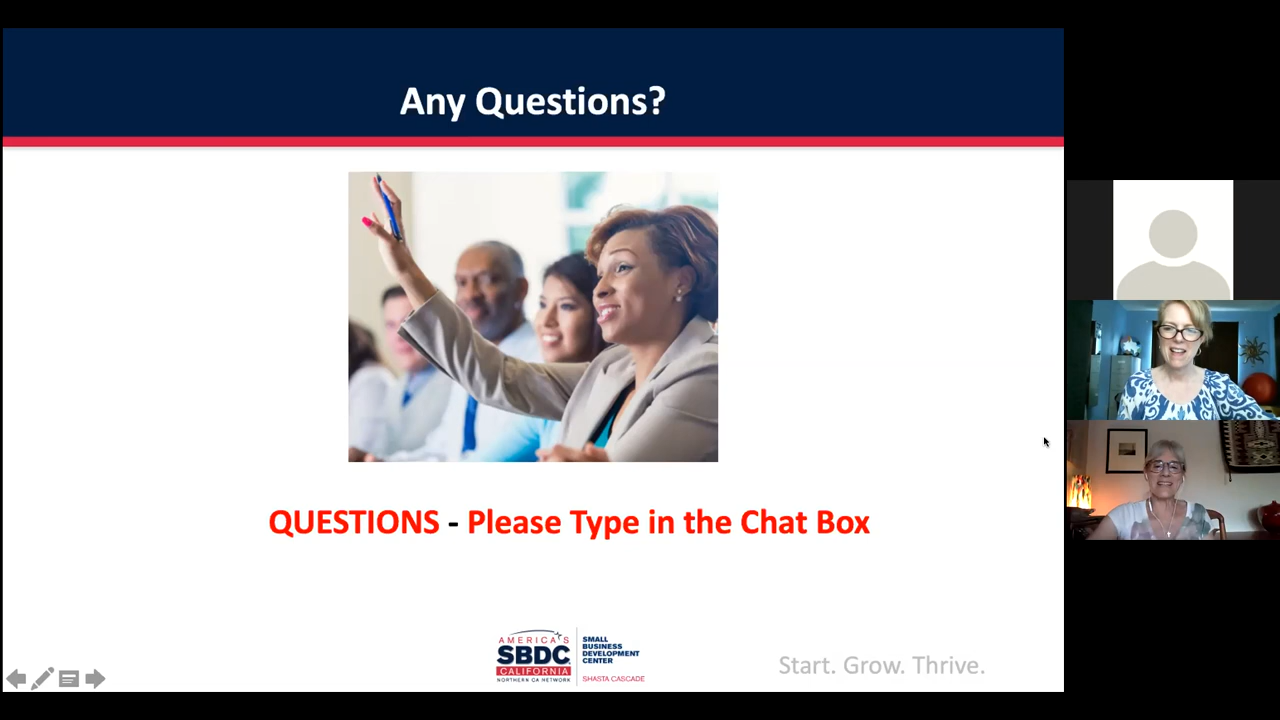 Any Questions?
QUESTIONS - Please Type in the Chat Box
AMERICA'S
SBDC
CALIFORNIA
NORTHERN CA NETWORK
SMALL
BUSINESS
DEVELOPMENT
CENTER
SHASTA CASCADE
Start. Grow. Thrive.